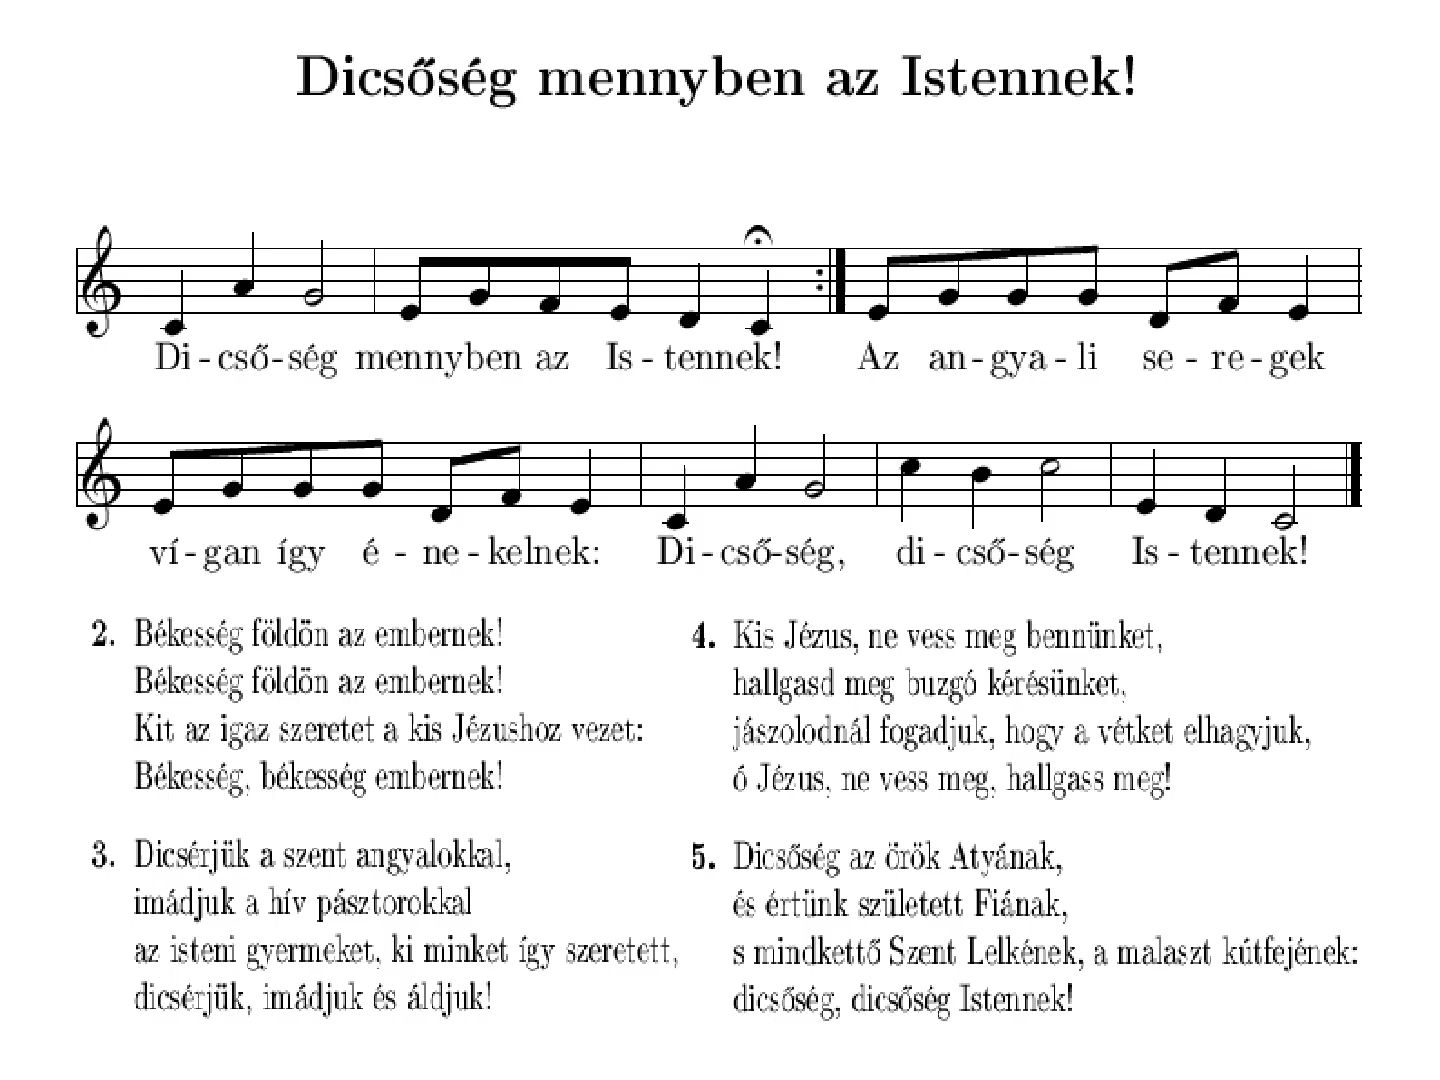 Dicsőség mennyben az Istennek!
Di - cső - ség mennyben az Is - tennek! Az an - gya - li se - re - gek
ví - gan így é - ne - kelnek: Di - cső - ség, di - cső - ség Is - tennek!
2. Békesség földön az embernek!
Békesség földön az embernek!
Kit az igaz szeretet a kis Jézushoz vezet:
Békesség, békesség embernek!
3. Dicsérjük a szent angyalokkal,
imádjuk a hív pásztorokkal
az isteni gyermeket, ki minket így szeretett,
dicsérjük, imádjuk és áldjuk!
4. Kis Jézus, ne vess meg bennünket,
hallgasd meg buzgó kérésünket,
jászolodnál fogadjuk, hogy a vétket elhagyjuk,
ó Jézus, ne vess meg, hallgass meg!
5. Dicsőség az örök Atyának,
és értünk született Fiának,
s mindkettő Szent Lelkének, a malaszt kútfejének:
dicsőség, dicsőség Istennek!